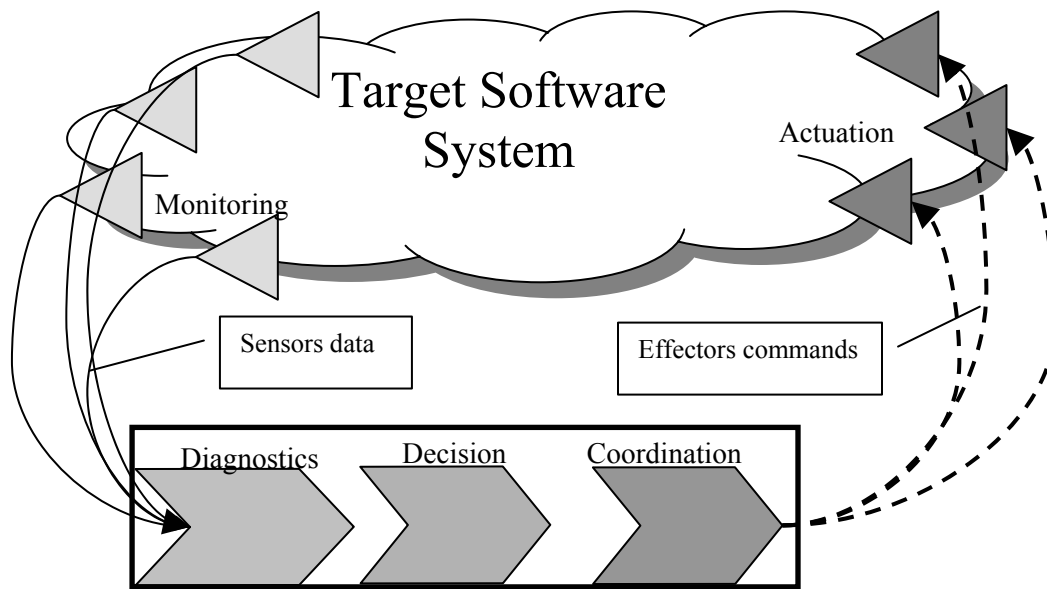 Target Software
System
Actuation
Monitoring
Sensors data
Effectors commands
Diagnostics
Decision
Coordination